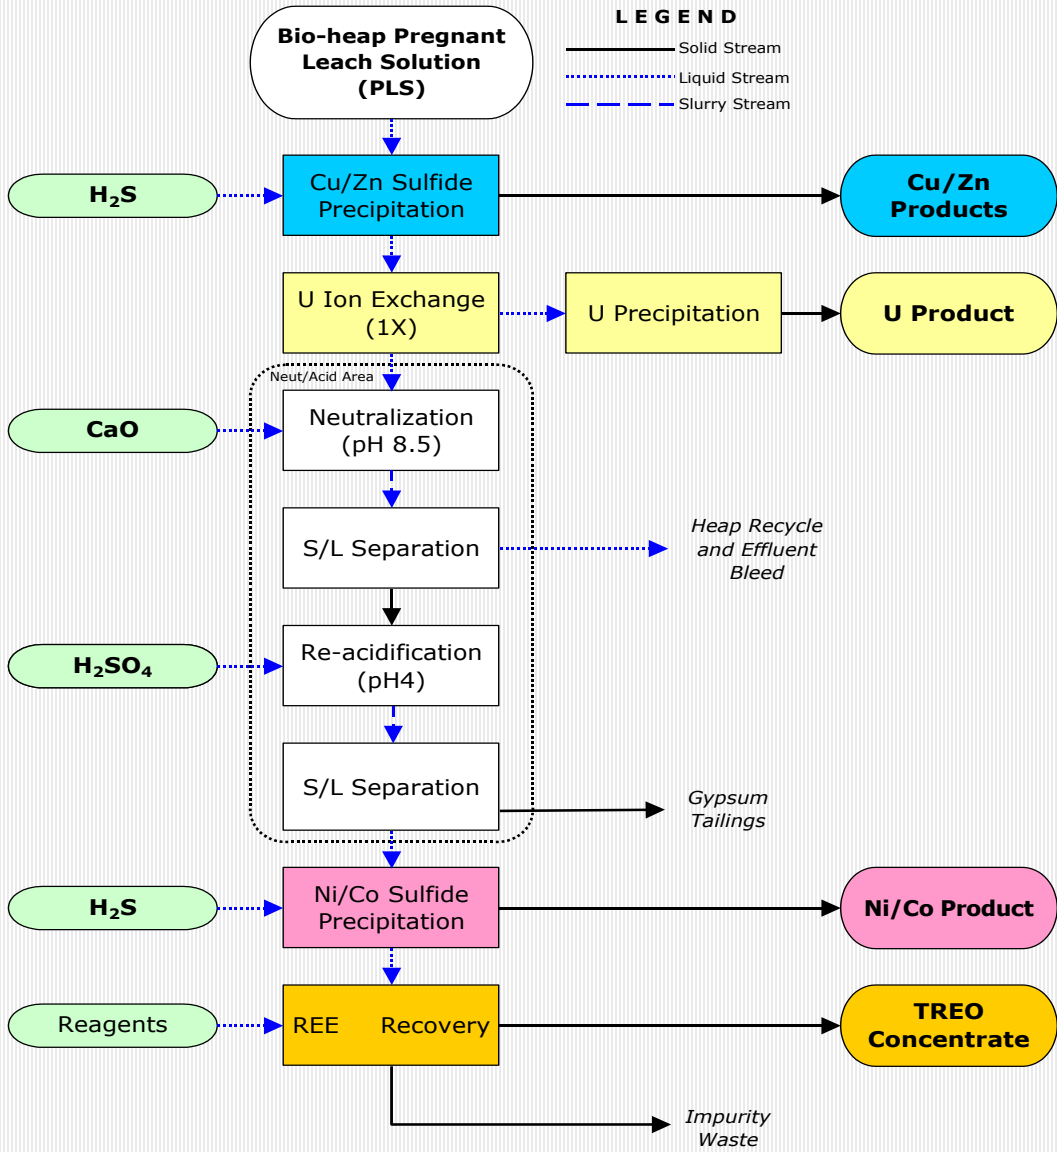 Bio-heap Pregnant
Leach Solution
(PLS)
L E G E N D
Solid Stream
Liquid Stream
Slurry Stream
H₂S
Cu/Zn Sulfide
Precipitation
Cu/Zn
Products
U Ion Exchange
(1X)
U Precipitation
U Product
Neut/Acid Area
CaO
Neutralization
(pH 8.5)
S/L Separation
Heap Recycle
and Effluent
Bleed
H₂SO₄
Re-acidification
(pH4)
S/L Separation
Gypsum
Tailings
H₂S
Ni/Co Sulfide
Precipitation
Ni/Co Product
Reagents
REE Recovery
TREO
Concentrate
Impurity
Waste